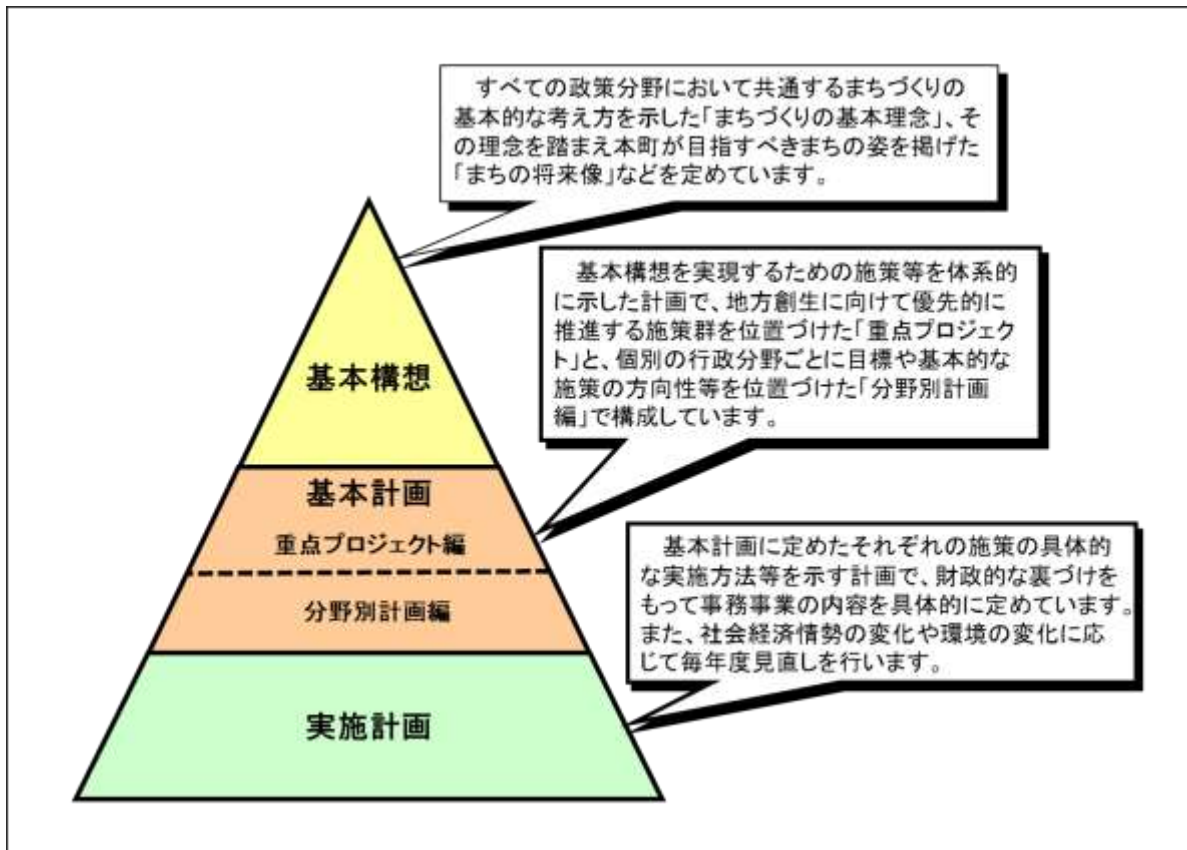 すべての政策分野において共通するまちづくりの
基本的な考え方を示した「まちづくりの基本理念」、そ
の理念を踏まえ本町が目指すべきまちの姿を掲げた
「まちの将来像」などを定めています。
基本構想を実現するための施策等を体系的
に示した計画で、地方創生に向けて優先的に
推進する施策群を位置づけた「重点プロジェク
ト」と、個別の行政分野ごとに目標や基本的な
施策の方向性等を位置づけた「分野別計画
編」で構成しています。
基本構想
基本計画
重点プロジェクト編
分野別計画編
基本計画に定めたそれぞれの施策の具体的
な実施方法等を示す計画で、財政的な裏づけを
もって事務事業の内容を具体的に定めています。
また、社会経済情勢の変化や環境の変化に応
じて毎年度見直しを行います。
実施計画